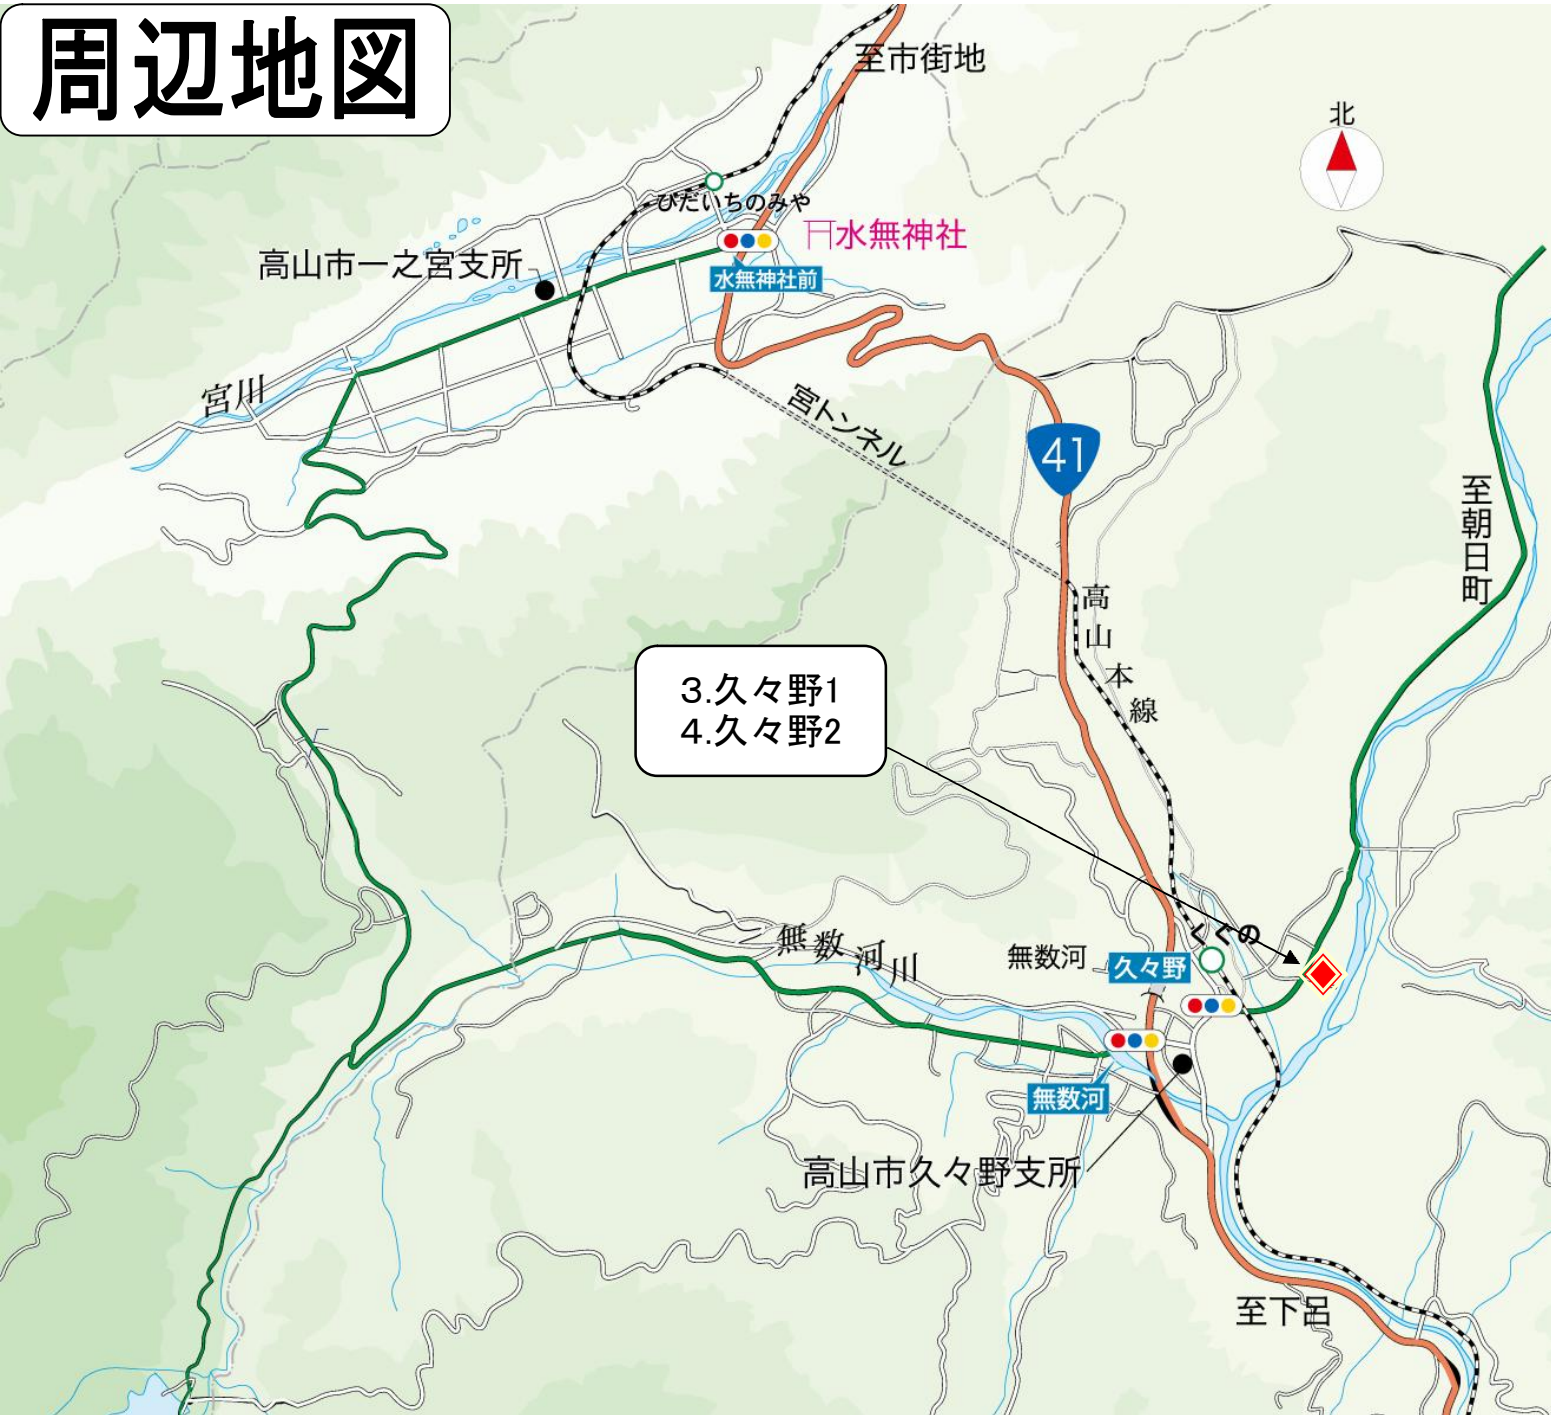 周辺地図
至市街地
北
ひだいちのみや
水無神社
高山市一之宮支所
水無神社前
宮川
宮トンネル
41
至朝日町
高山本線
3.久々野1
4.久々野2
無数河川
くぐの
無数河
久々野
無数河
高山市久々野支所
至下呂